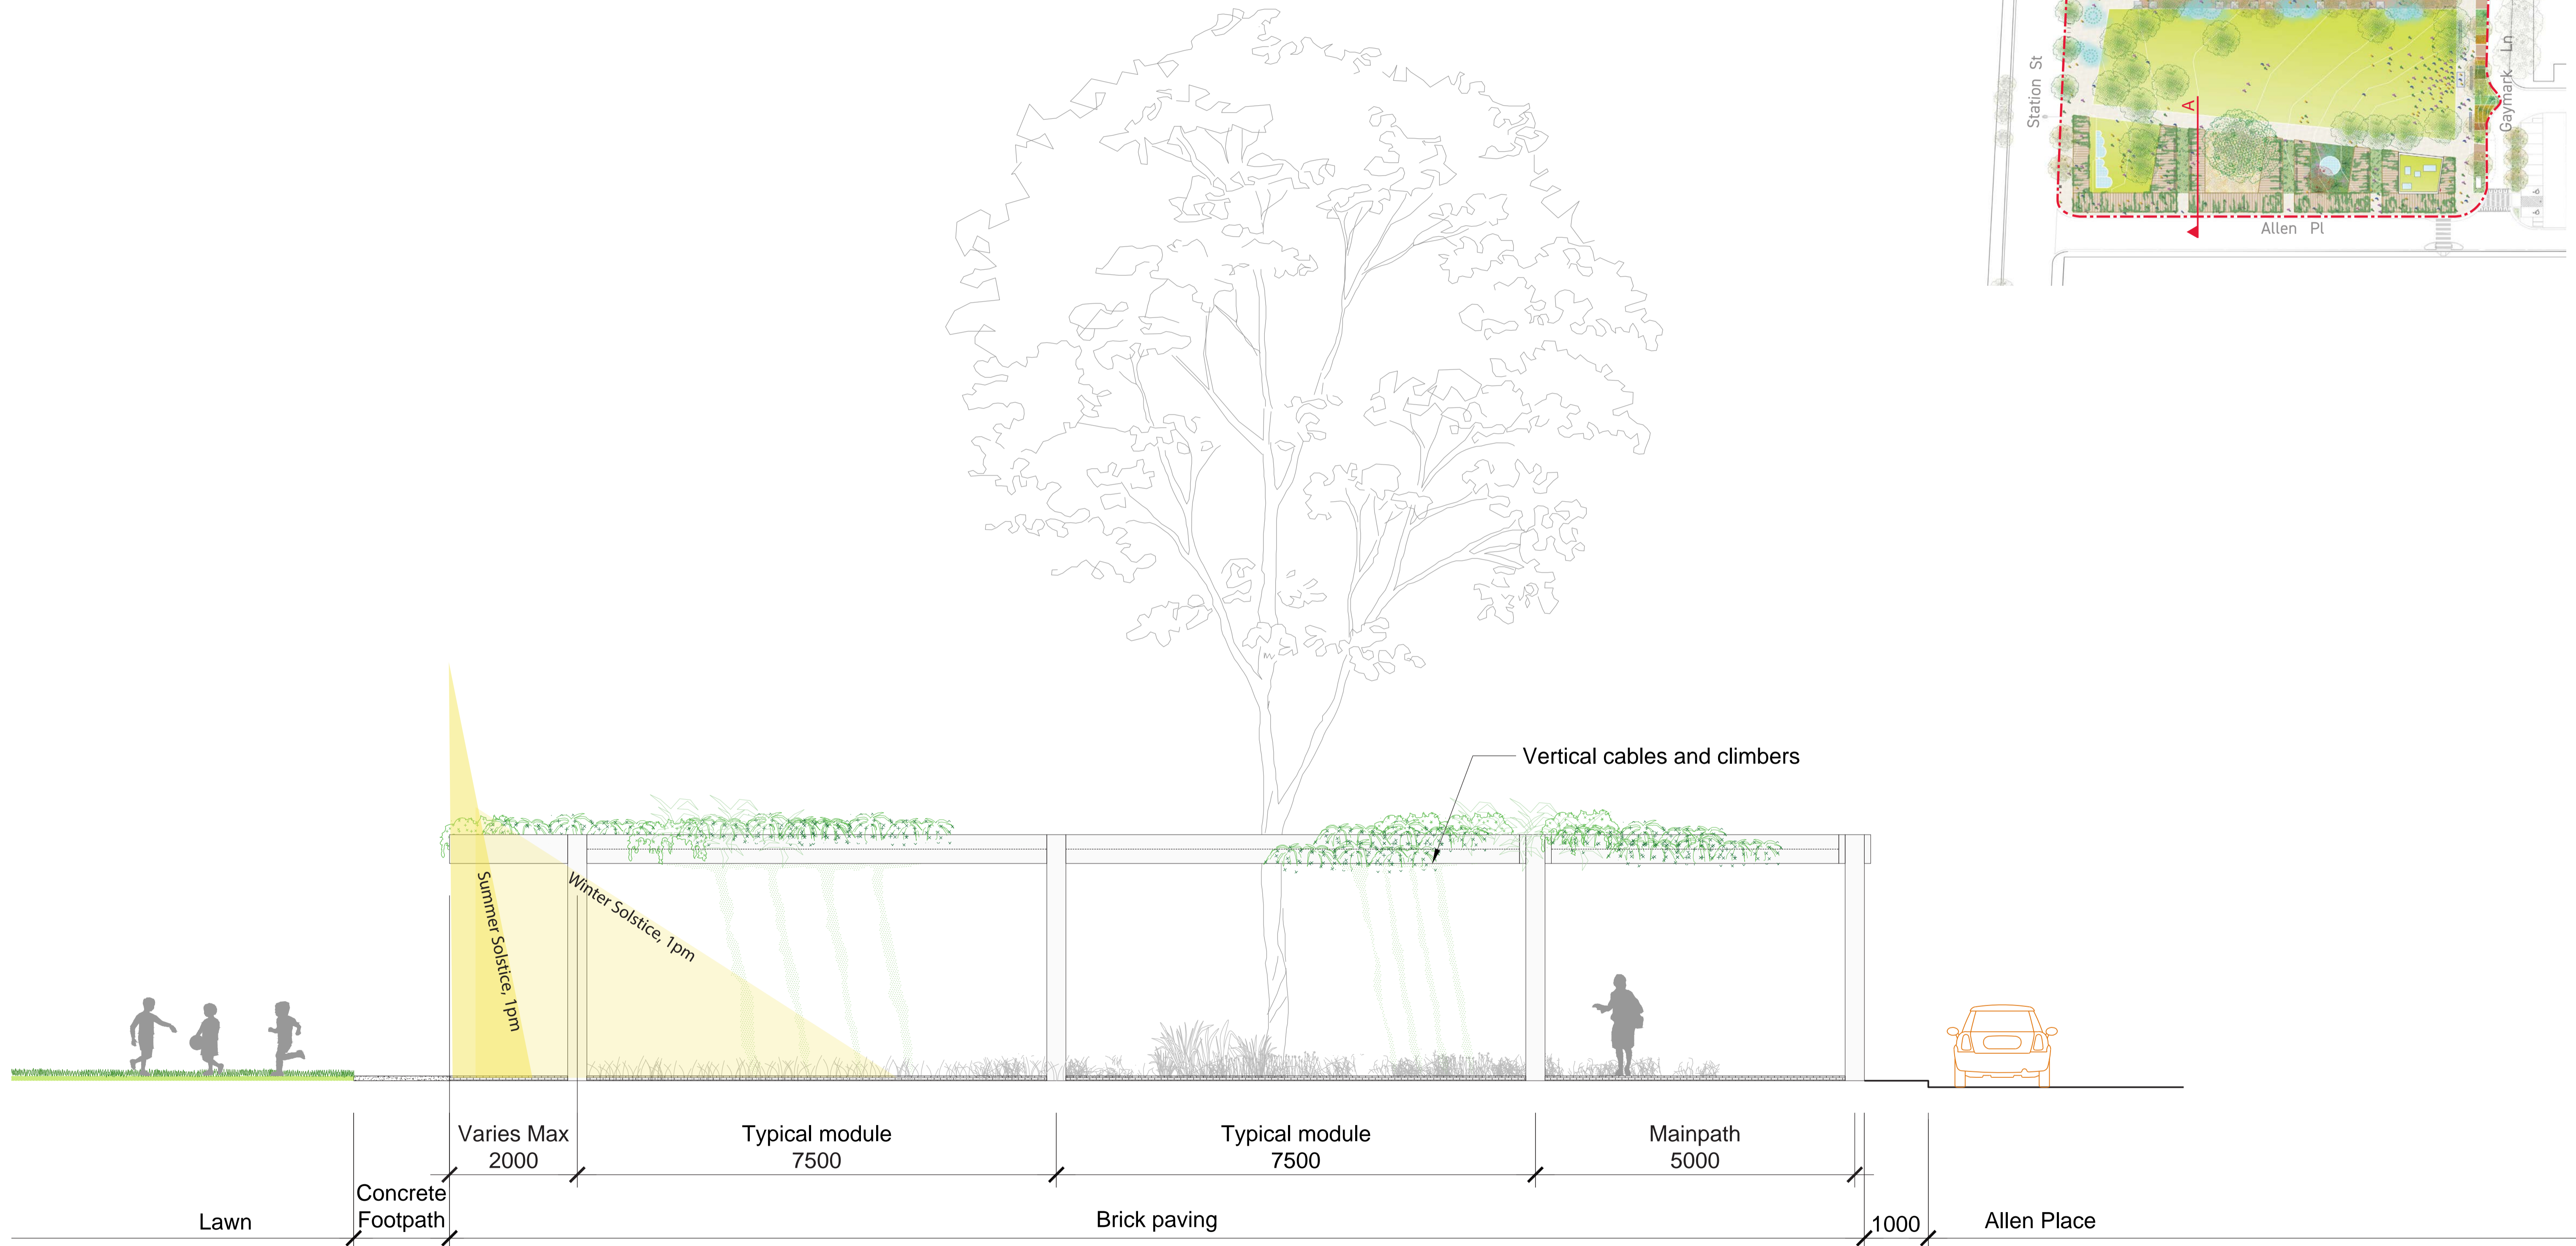 Station St
A
Gaymark Ln
Allen Pl
Vertical cables and climbers
Summer Solstice, 1pm
Winter Solstice, 1pm
Varies Max
2000
Typical module
7500
Typical module
7500
Mainpath
5000
Lawn
Concrete
Footpath
Brick paving
1000
Allen Place